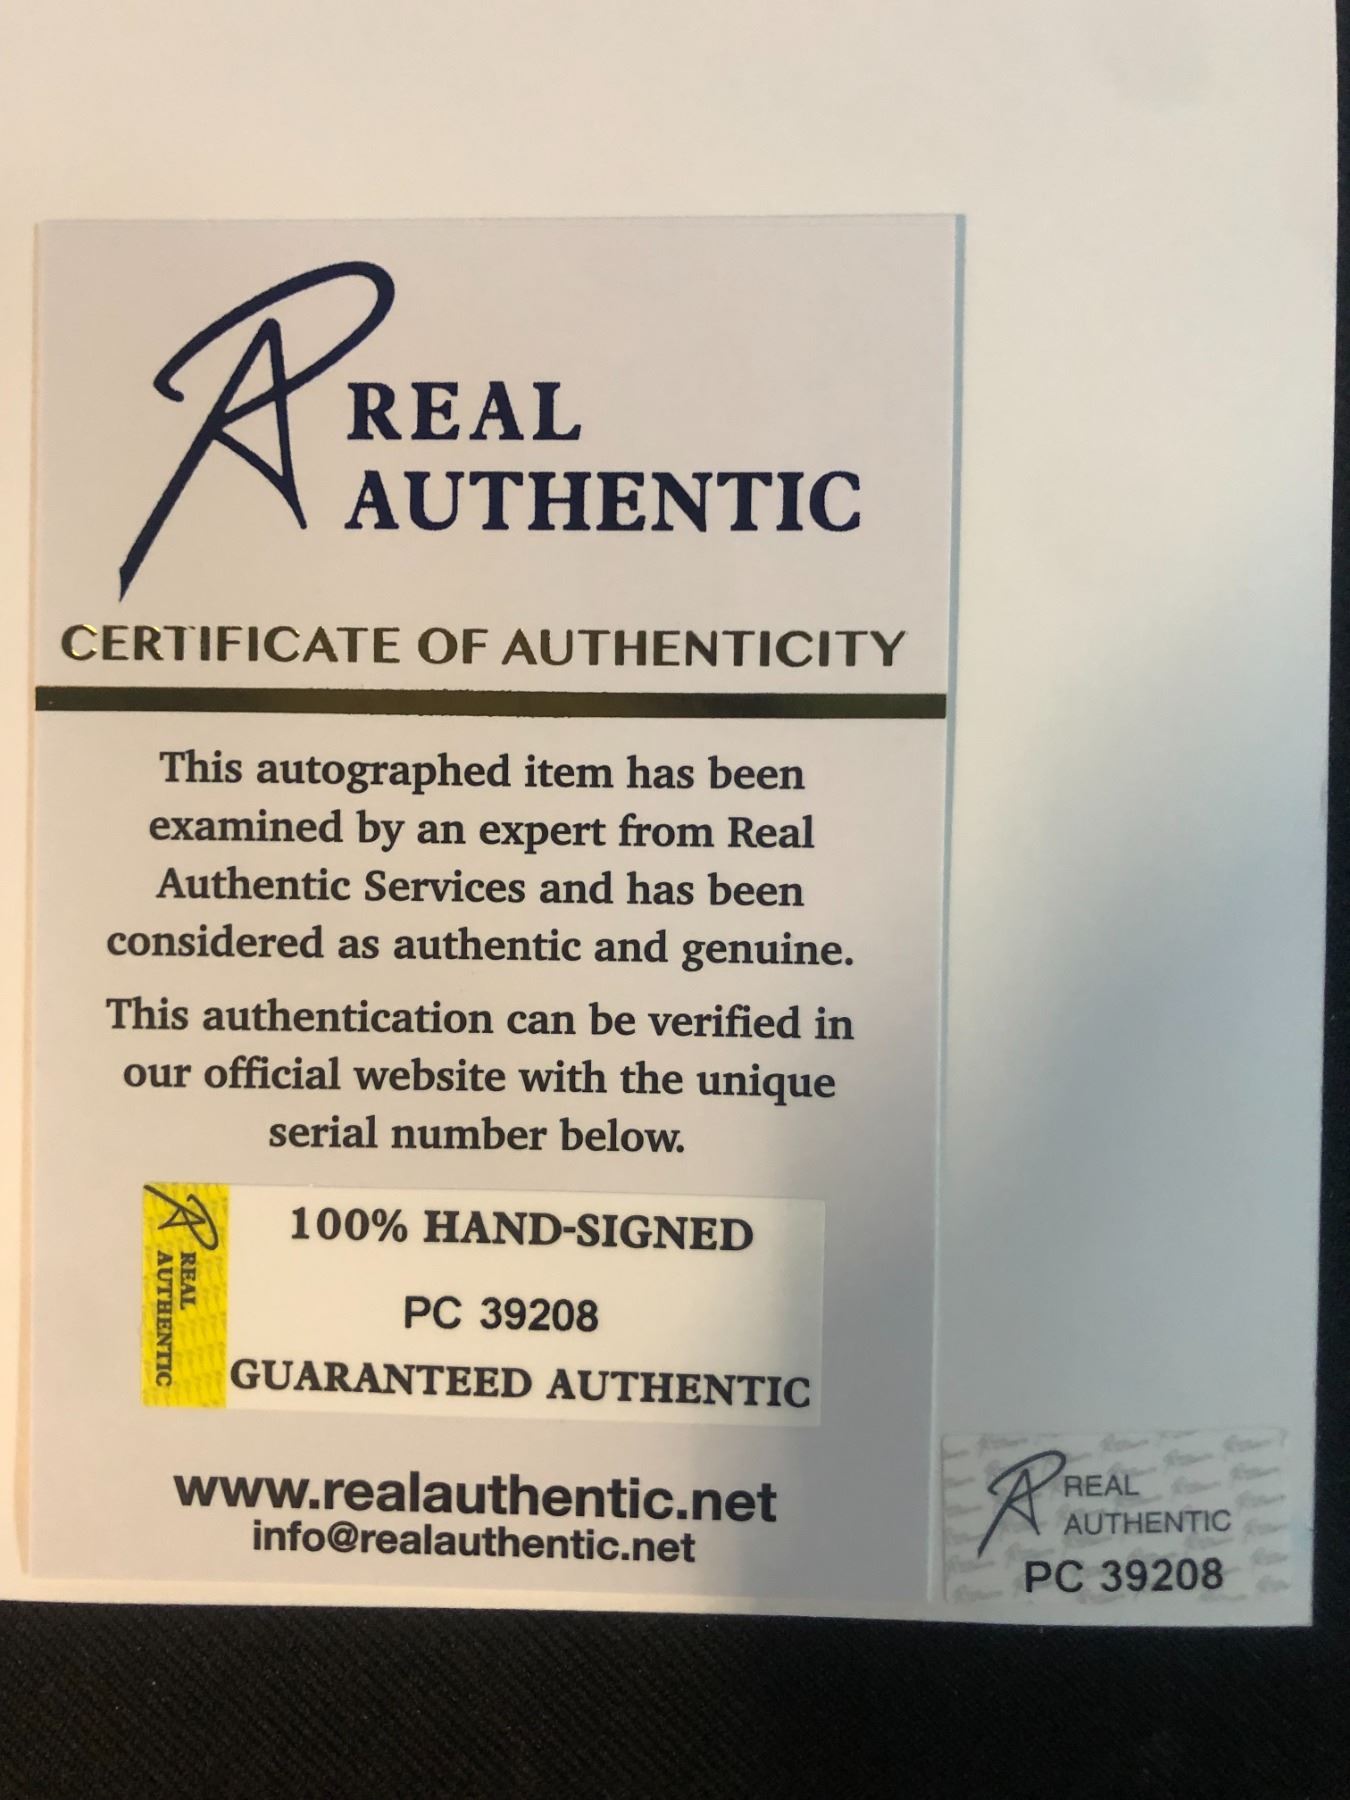 REAL
AUTHENTIC
CERTIFICATE OF AUTHENTICITY
This autographed item has been
examined by an expert from Real
Authentic Services and has been
considered as authentic and genuine.
This authentication can be verified in
our official website with the unique
serial number below.
REAL
AUTHENTIC
100% HAND-SIGNED
PC 39208
GUARANTEED AUTHENTIC
www.realauthentic.net
info@realauthentic.net
REAL
AUTHENTIC
PC 39208